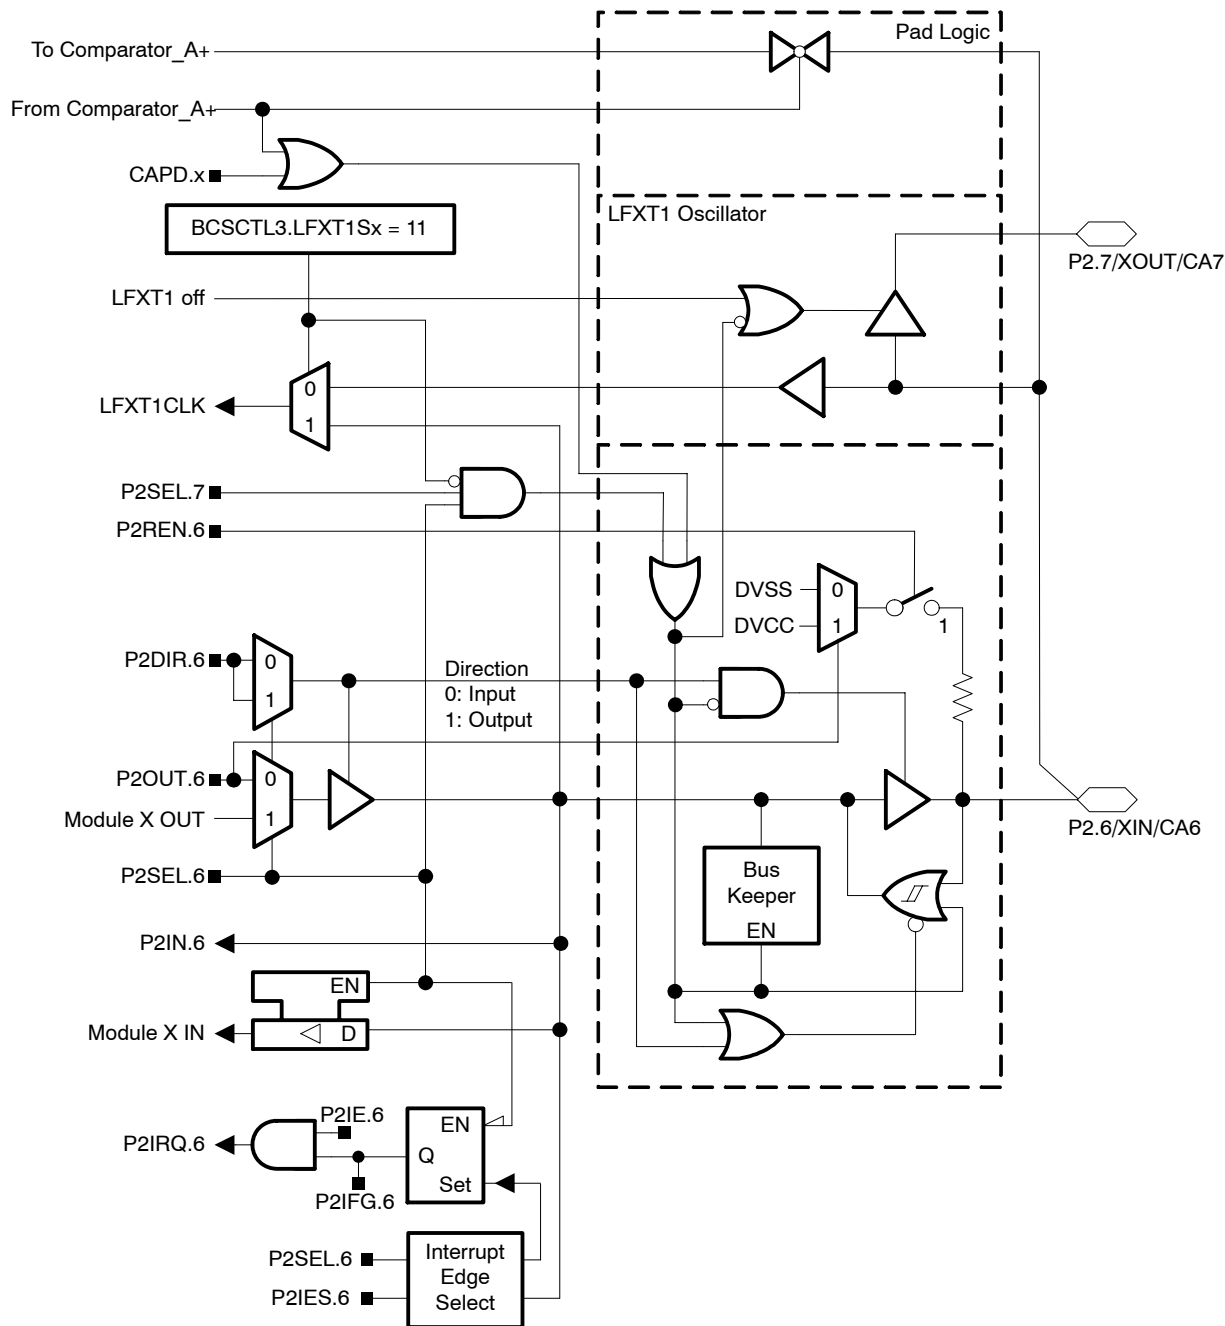 Pad Logic
To Comparator_A+
From Comparator_A+
CAPD.x
BCSCTL3.LFXT1Sx = 11
LFXT1 Oscillator
P2.7/XOUT/CA7
LFXT1 off
0
LFXT1CLK
1
P2SEL.7
P2REN.6
DVSS
0
DVCC
1
1
P2DIR.6
0
1
Direction
0: Input
1: Output
P2OUT.6
0
Module X OUT
1
P2.6/XIN/CA6
P2SEL.6
Bus
Keeper
EN
P2IN.6
EN
Module X IN
D
P2IE.6
P2IRQ.6
EN
Q
Set
P2IFG.6
P2SEL.6
P2IES.6
Interrupt
Edge
Select